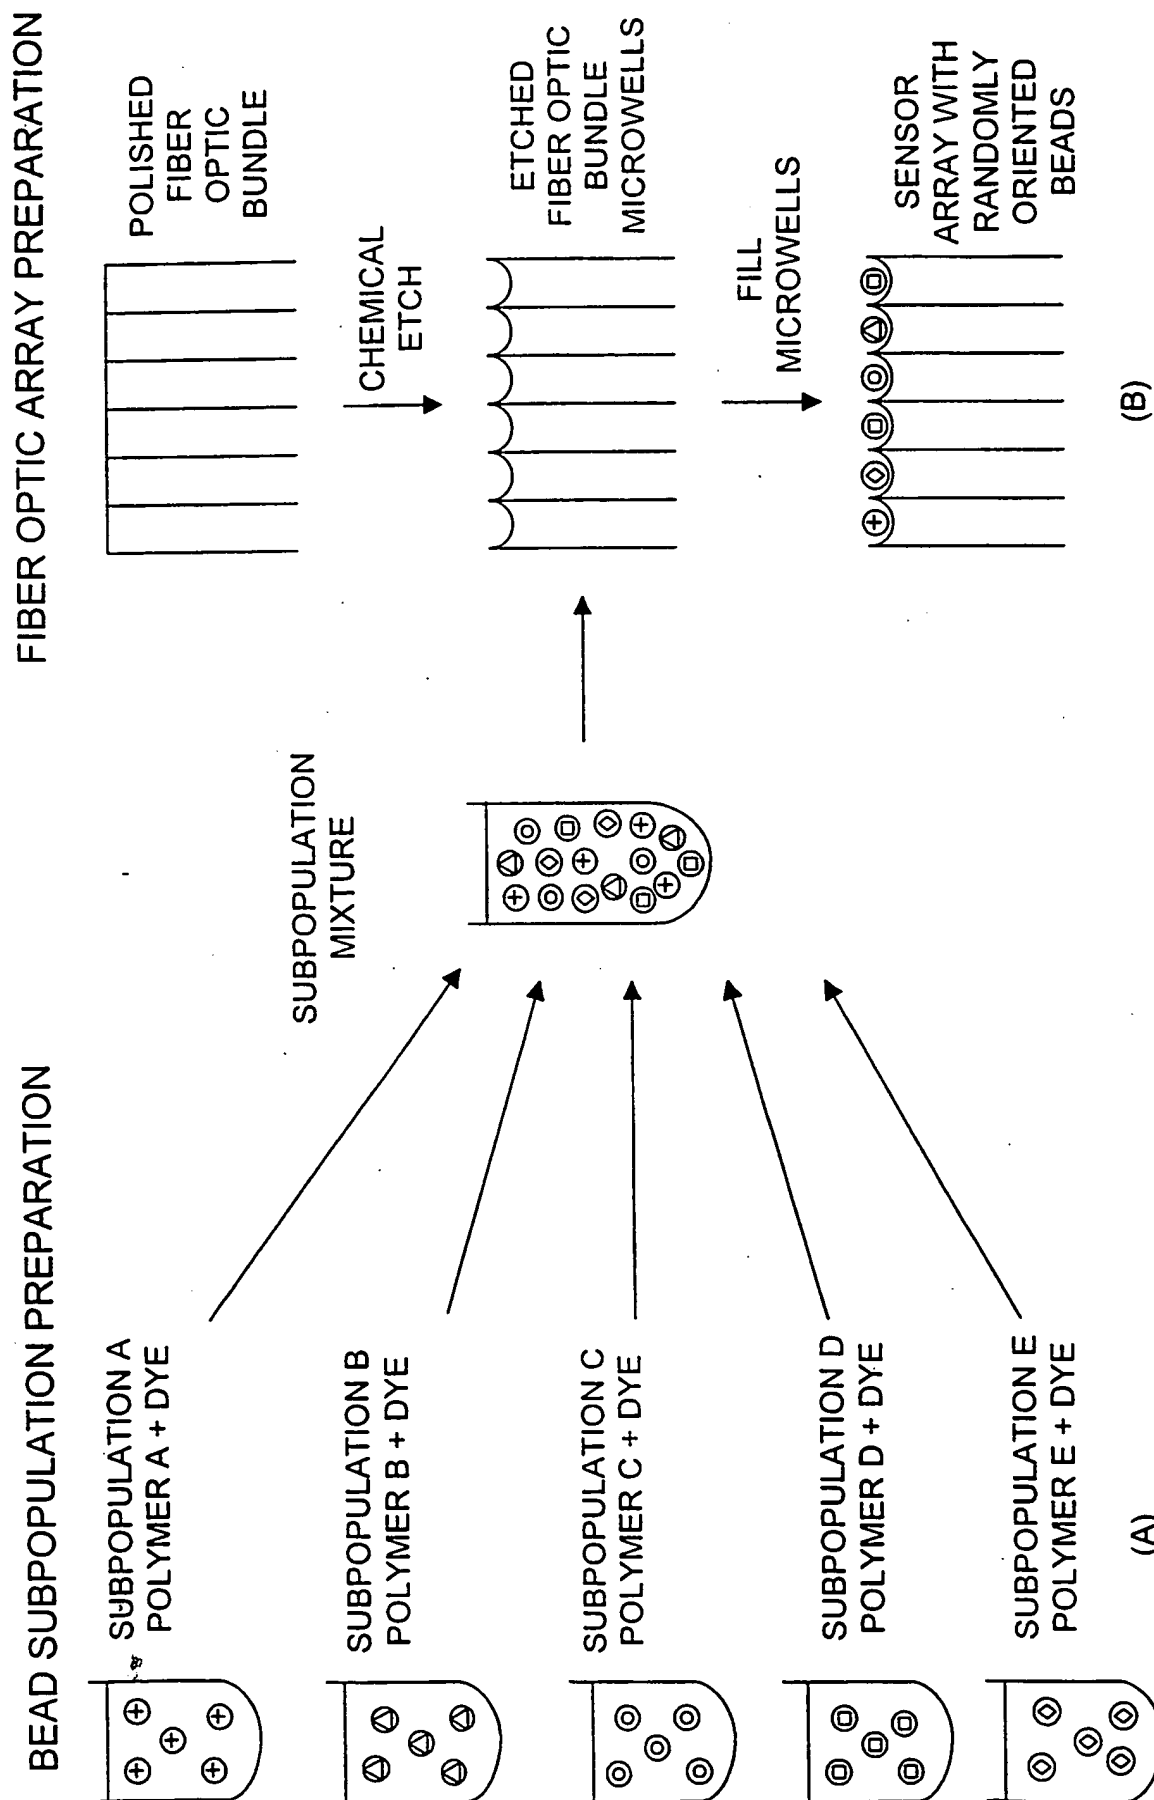 BEAD SUBPOPULATION PREPARATION
SUBPOPULATION A
POLYMER A + DYE
SUBPOPULATION B
POLYMER B + DYE
SUBPOPULATION C
POLYMER C + DYE
SUBPOPULATION D
POLYMER D + DYE
SUBPOPULATION E
POLYMER E + DYE
(A)
SUBPOPULATION
MIXTURE
FIBER OPTIC ARRAY PREPARATION
POLISHED
FIBER
OPTIC
BUNDLE
CHEMICAL
ETCH
ETCHED
FIBER OPTIC
BUNDLE
MICROWELLS
FILL
MICROWELLS
SENSOR
ARRAY WITH
RANDOMLY
ORIENTED
BEADS
(B)